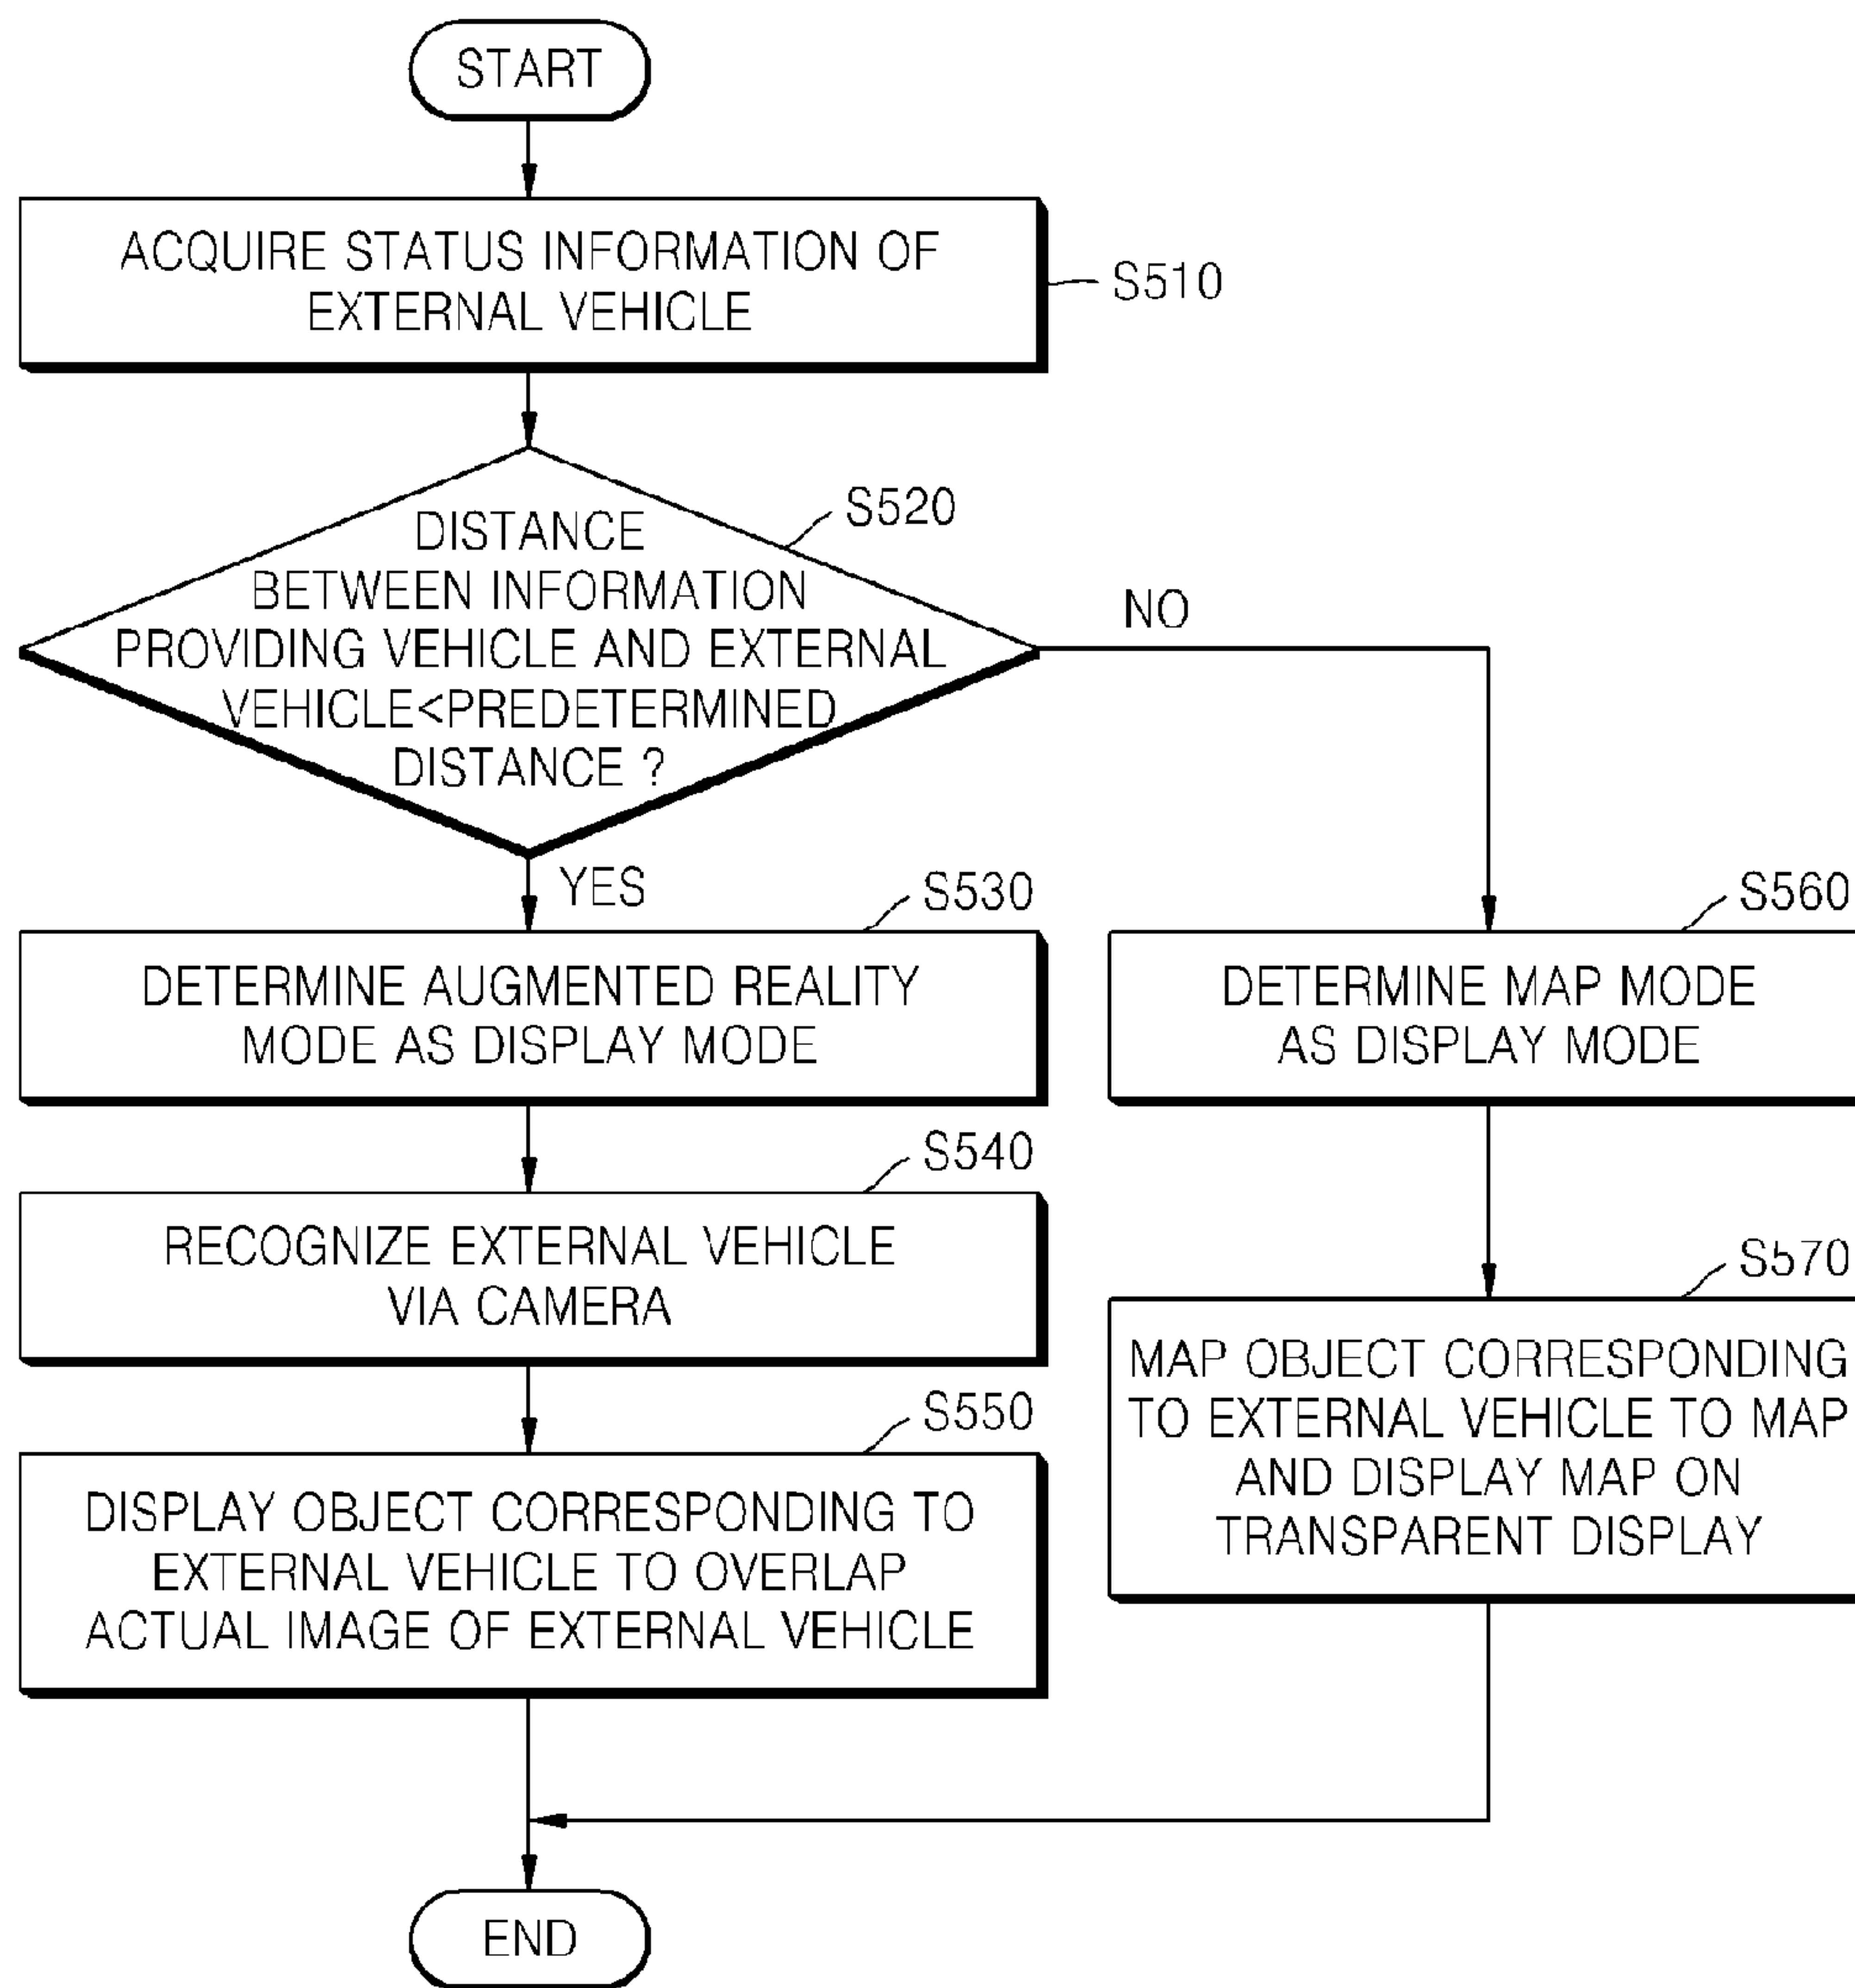 START
ACQUIRE STATUS INFORMATION OF
EXTERNAL VEHICLE
S510
S520
DISTANCE
BETWEEN INFORMATION
PROVIDING VEHICLE AND EXTERNAL
VEHICLE<PREDETERMINED
DISTANCE ?
NO
YES
S530
DETERMINE AUGMENTED REALITY
MODE AS DISPLAY MODE
S540
RECOGNIZE EXTERNAL VEHICLE
VIA CAMERA
S550
DISPLAY OBJECT CORRESPONDING TO
EXTERNAL VEHICLE TO OVERLAP
ACTUAL IMAGE OF EXTERNAL VEHICLE
S560
DETERMINE MAP MODE
AS DISPLAY MODE
S570
MAP OBJECT CORRESPONDING
TO EXTERNAL VEHICLE TO MAP
AND DISPLAY MAP ON
TRANSPARENT DISPLAY
END